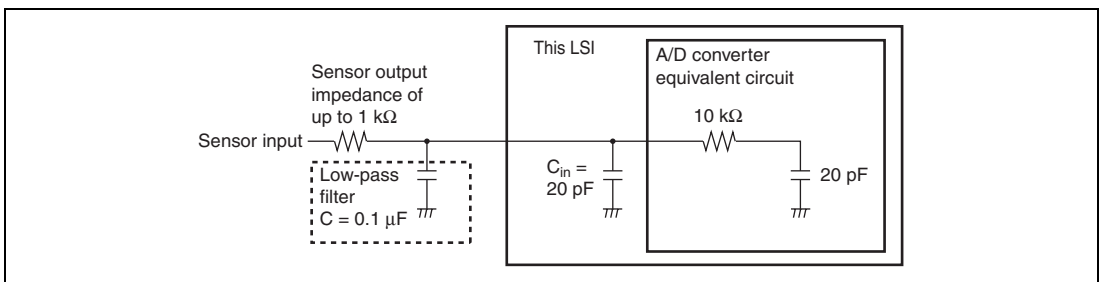 This LSI
A/D converter
equivalent circuit
Sensor output
impedance of
up to 1 kΩ
10 kΩ
Sensor input
Low-pass
filter
C = 0.1 μF
Cin =
20 pF
20 pF